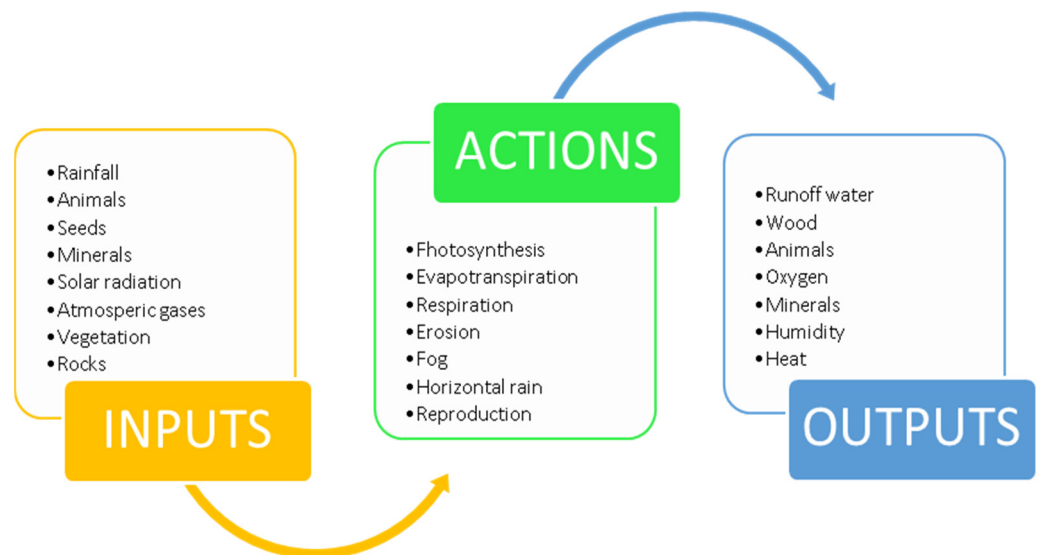 •Rainfall
•Animals
•Seeds
•Minerals
•Solar radiation
•Atmosperic gases
•Vegetation
•Rocks
INPUTS
ACTIONS
•Fhotosynthesis
•Evapotranspiration
•Respiration
•Erosion
•Fog
•Horizontal rain
•Reproduction
•Runoff water
•Wood
•Animals
•Oxygen
•Minerals
•Humidity
•Heat
OUTPUTS